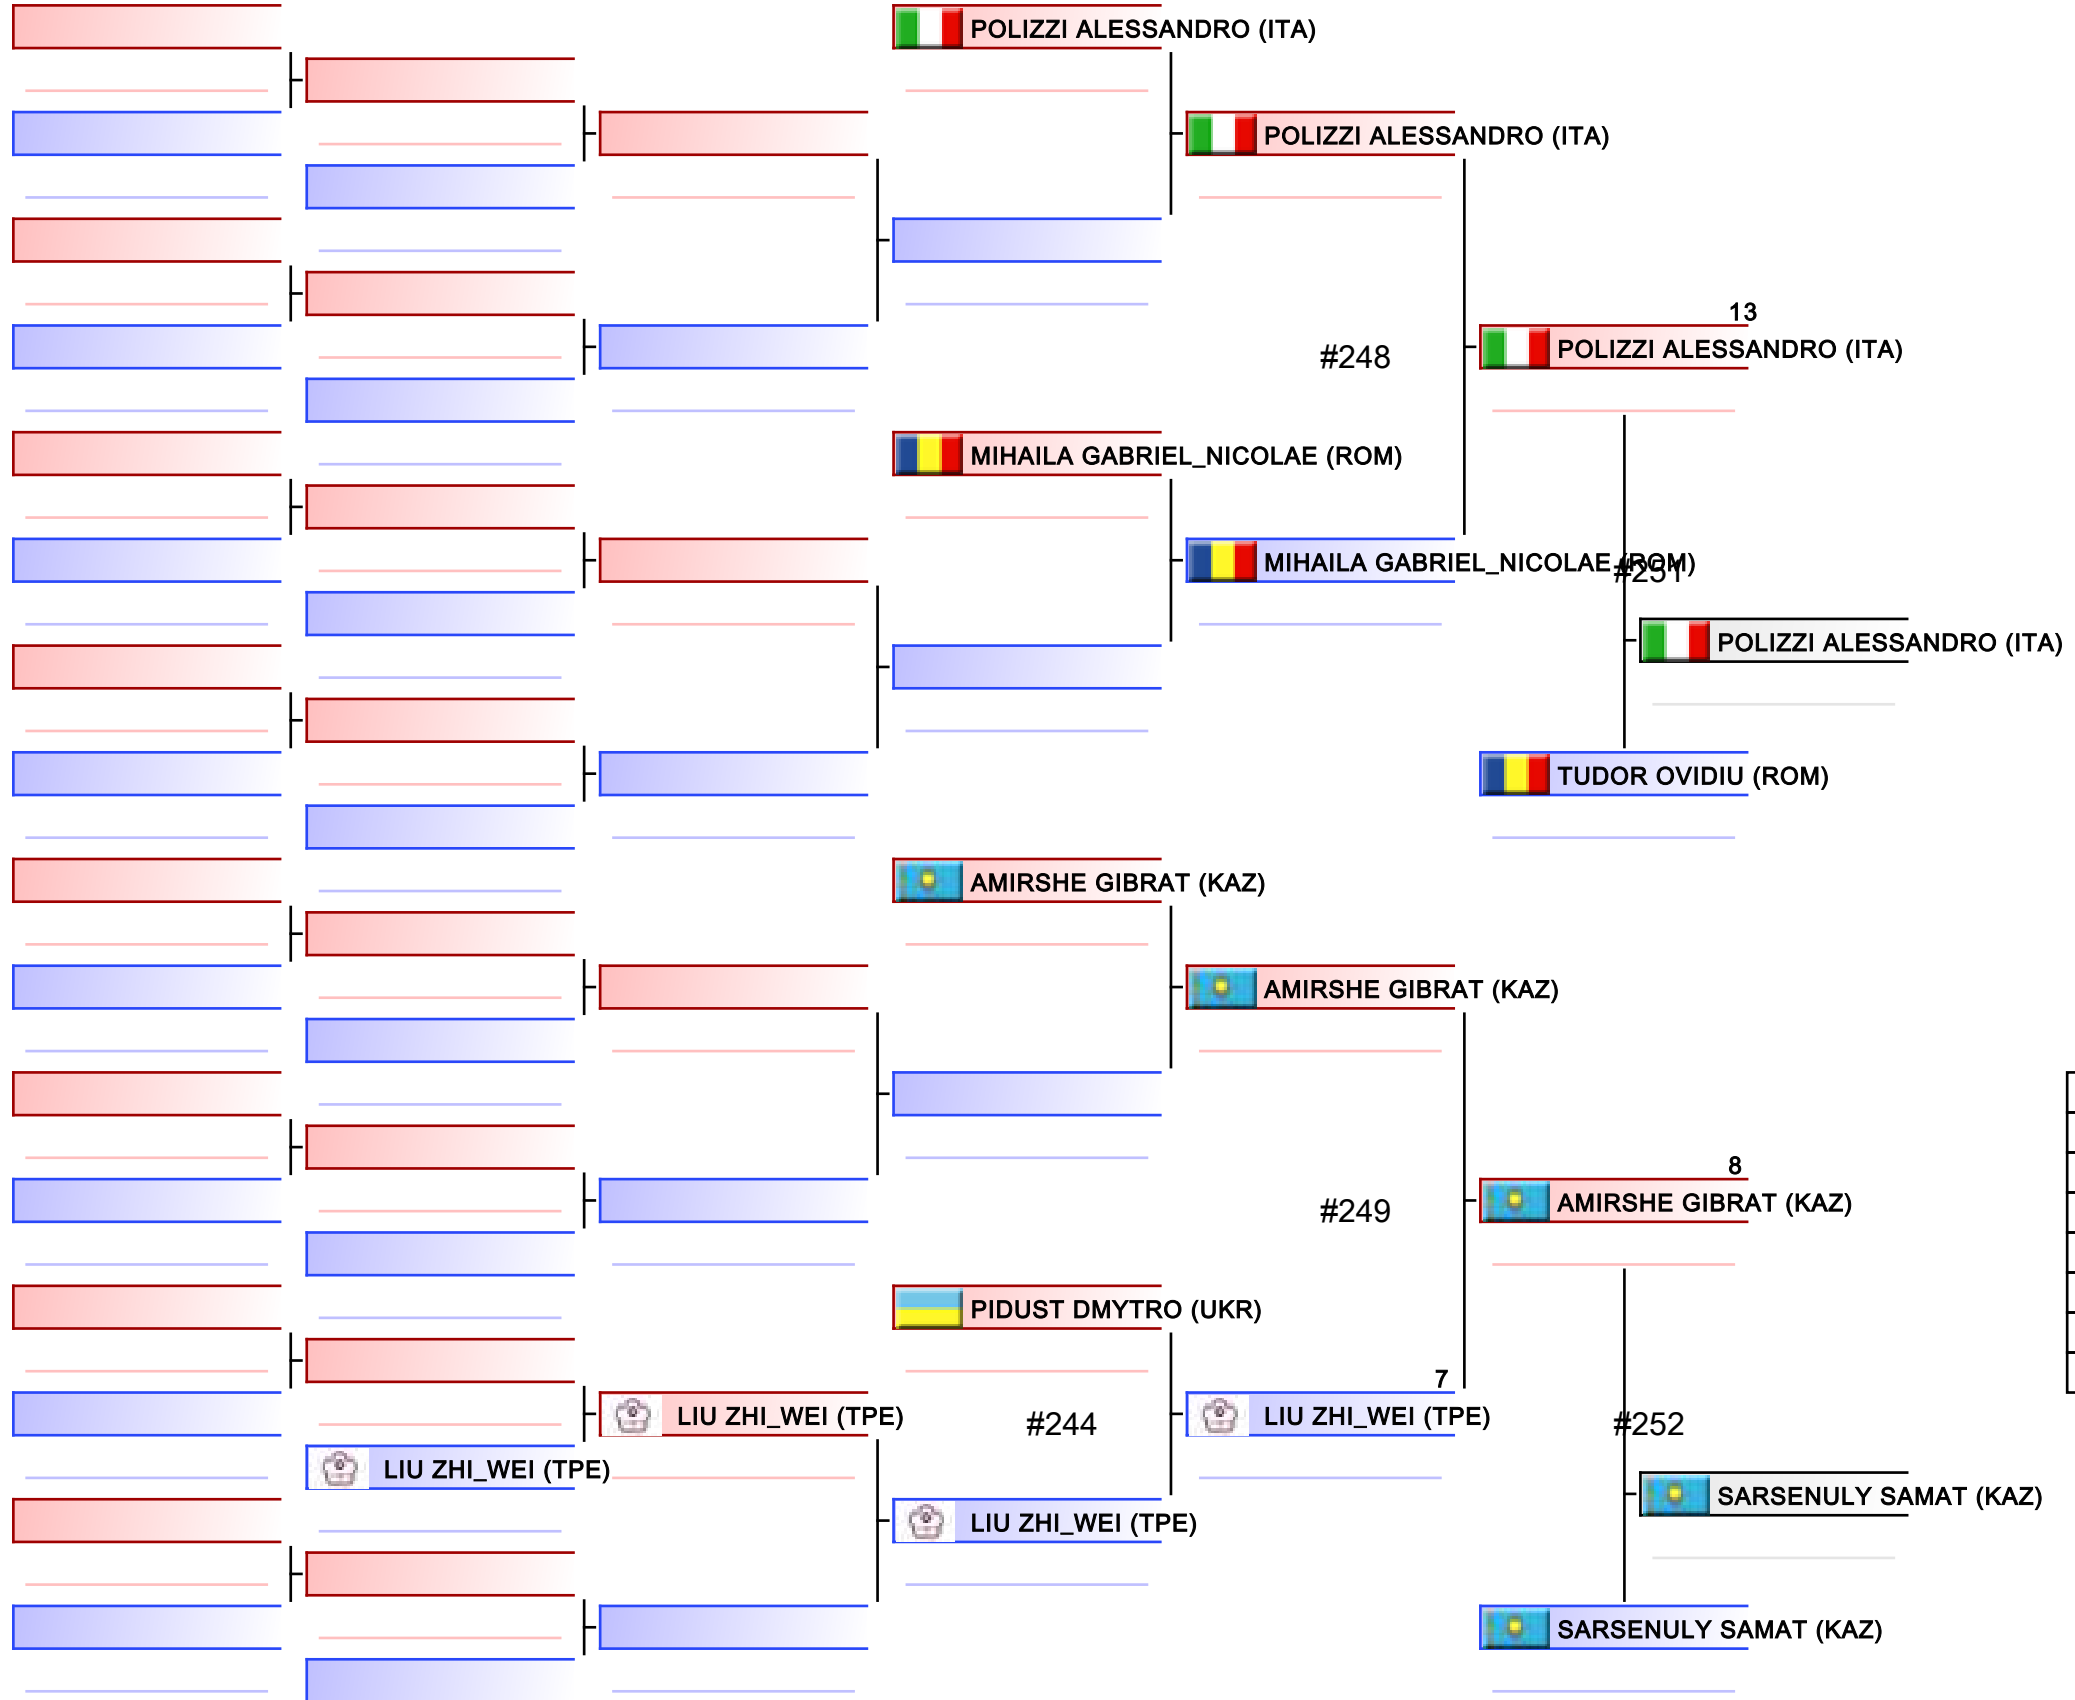 POLIZZI ALESSANDRO (ITA)
POLIZZI ALESSANDRO (ITA)
13
#248
POLIZZI ALESSANDRO (ITA)
MIHAILA GABRIEL_NICOLAE (ROM)
MIHAILA GABRIEL_NICOLAE (ROM)
#251
POLIZZI ALESSANDRO (ITA)
TUDOR OVIDIU (ROM)
AMIRSHE GIBRAT (KAZ)
AMIRSHE GIBRAT (KAZ)
8
#249
AMIRSHE GIBRAT (KAZ)
PIDUST DMYTRO (UKR)
7
LIU ZHI_WEI (TPE)
#244
LIU ZHI_WEI (TPE)
#252
LIU ZHI_WEI (TPE)
SARSENULY SAMAT (KAZ)
LIU ZHI_WEI (TPE)
SARSENULY SAMAT (KAZ)